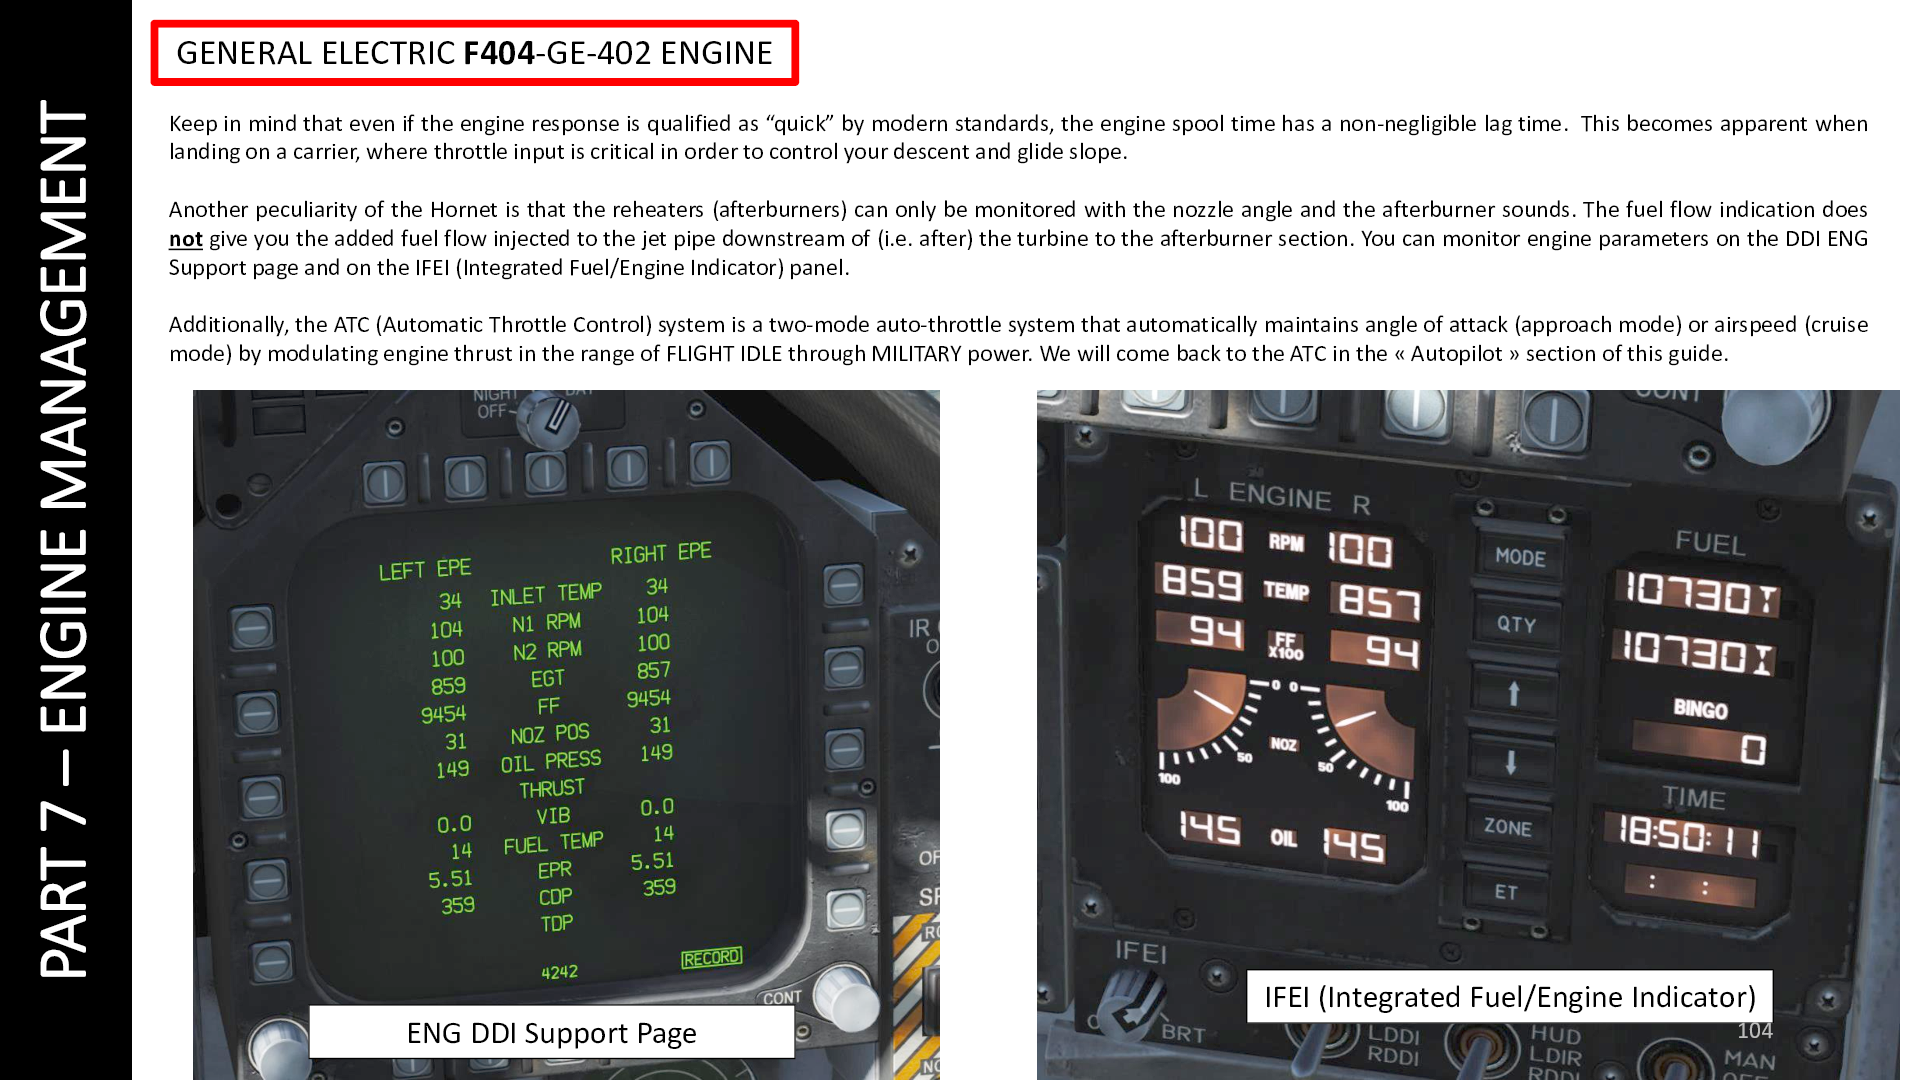 GENERAL ELECTRIC F404-GE-402 ENGINE
PART 7 – ENGINE MANAGEMENT
Keep in mind that even if the engine response is qualified as “quick” by modern standards, the engine spool time has a non-negligible lag time.  This becomes apparent when
landing on a carrier, where throttle input is critical in order to control your descent and glide slope.
Another peculiarity of the Hornet is that the reheaters (afterburners) can only be monitored with the nozzle angle and the afterburner sounds. The fuel flow indication does
not give you the added fuel flow injected to the jet pipe downstream of (i.e. after) the turbine to the afterburner section. You can monitor engine parameters on the DDI ENG
Support page and on the IFEI (Integrated Fuel/Engine Indicator) panel.
Additionally, the ATC (Automatic Throttle Control) system is a two-mode auto-throttle system that automatically maintains angle of attack (approach mode) or airspeed (cruise
mode) by modulating engine thrust in the range of FLIGHT IDLE through MILITARY power. We will come back to the ATC in the « Autopilot » section of this guide.
NIGHT
OFF
LEFT EPE RIGHT EPE
34 INLET TEMP 34
104 N1 RPM 104
100 N2 RPM 100
859 EGT 857
9454 FF 9454
31 NOZ POS 31
149 OIL PRESS 149
THRUST
0.0 VIB 0.0
14 FUEL TEMP 14
5.51 EPR 5.51
359 CDP 359
TDP
4242 RECORD
CONT
IR
ENG DDI Support Page
L ENGINE R
100 RPM 100
859 TEMP 857
94 FF X100 94
0 0
NOZ
50 50
100 100
145 OIL 145
MODE
QTY
↑
↓
ZONE
ET
FUEL
10730T
10730I
BINGO
0
TIME
18:50:11
: :
IFEI
BRT
IFEI (Integrated Fuel/Engine Indicator)
104
LDDI
RDDI
HUD
LDIR
RDDI
MAN